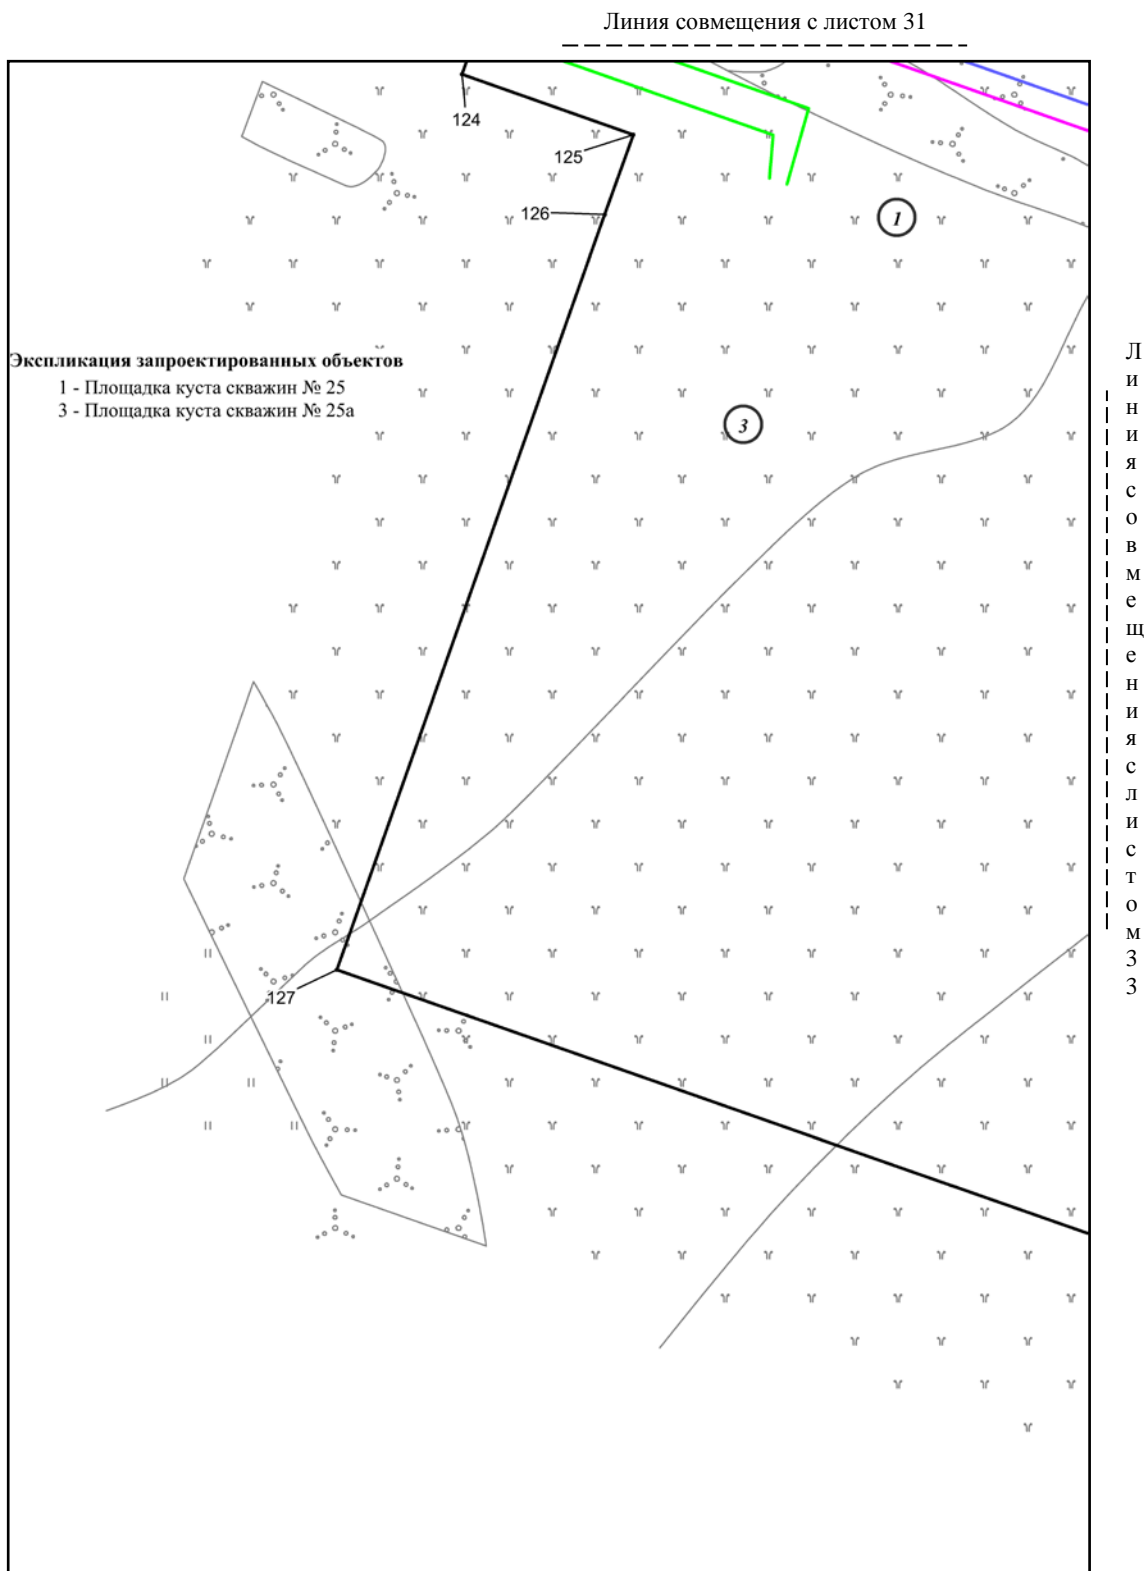 Линия совмещения с листом 31
124
125
126
1
Экспликация запроектированных объектов
1 - Площадка куста скважин № 25
3 - Площадка куста скважин № 25а
3
127
Линия совмещения с листом 33